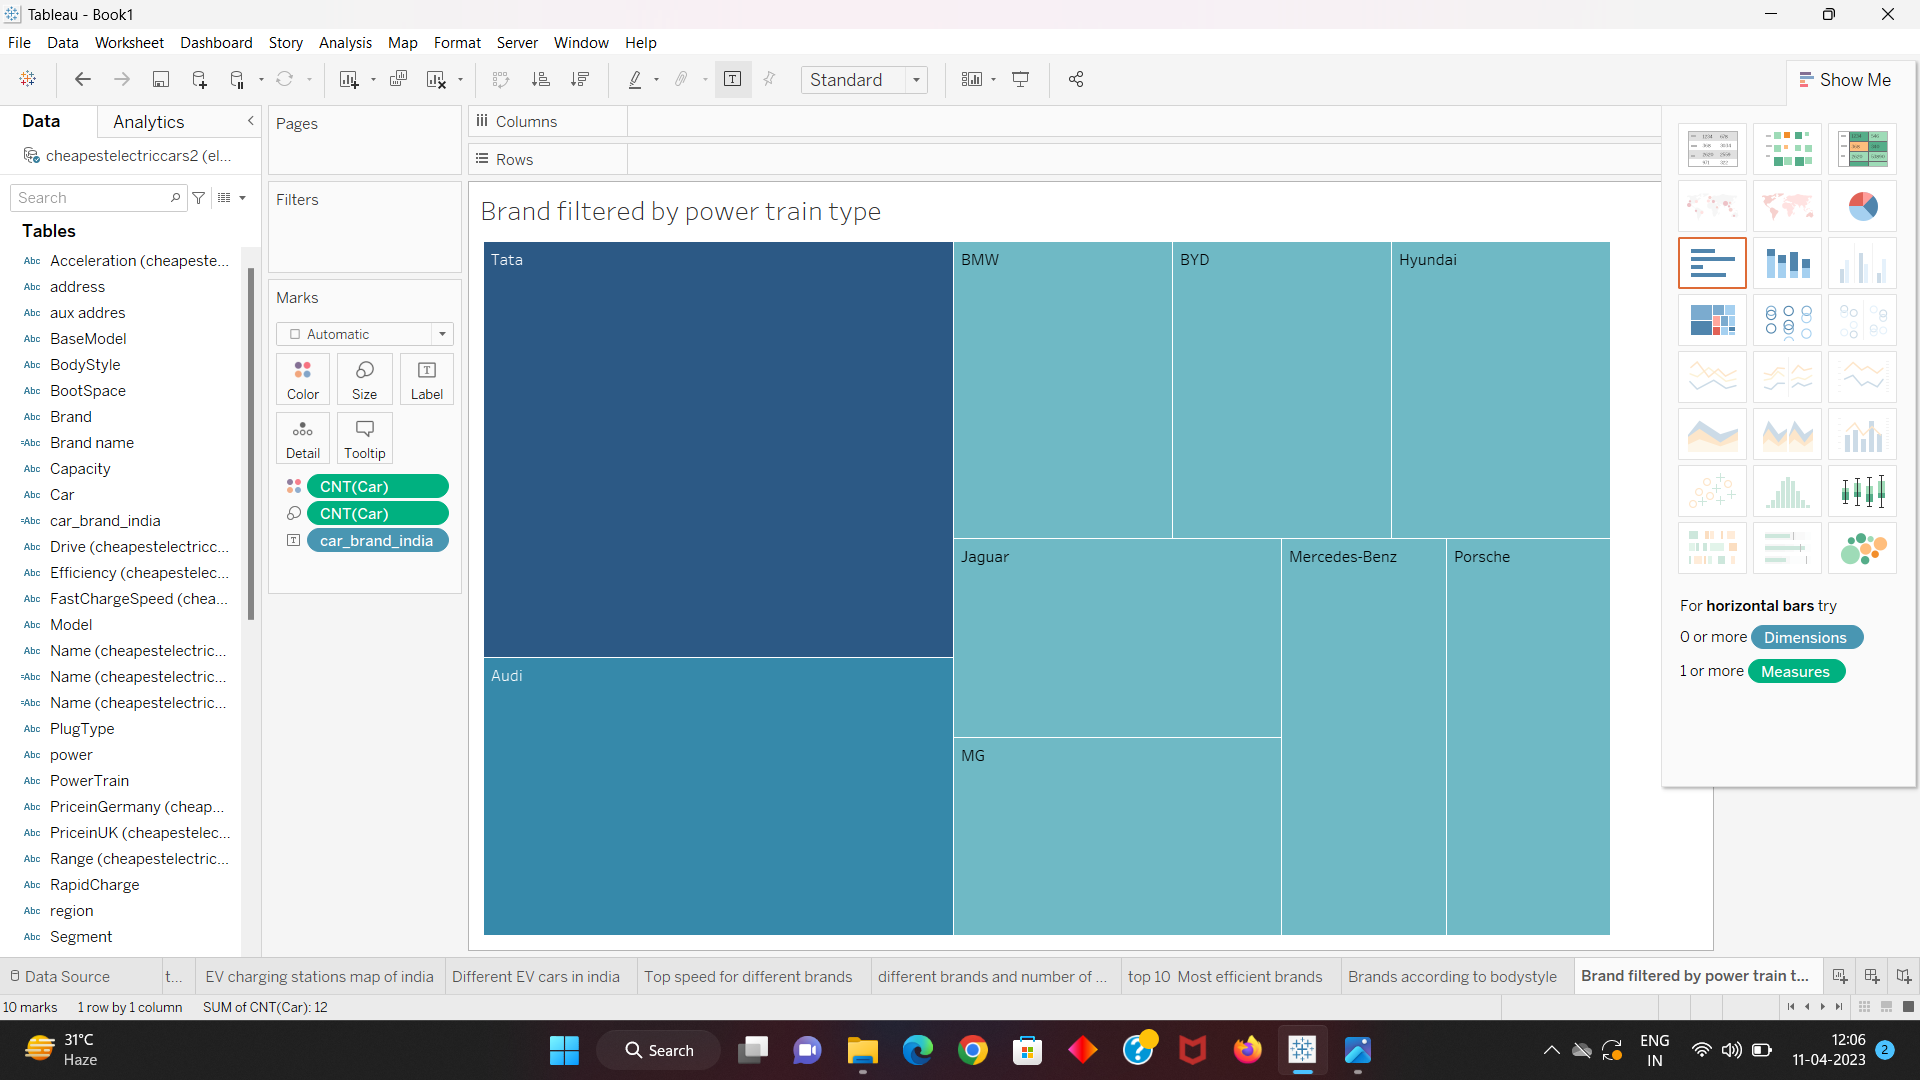 Tableau - Book1
File Data Worksheet Dashboard Story Analysis Map Format Server Window Help
Standard
Show Me
Data Analytics
cheapestelectriccars2 (el...
Search
Tables
Abc Acceleration (cheapeste...
Abc address
Abc aux addres
Abc BaseModel
Abc BodyStyle
Abc BootSpace
Abc Brand
=Abc Brand name
Abc Capacity
Abc Car
=Abc car_brand_india
Abc Drive (cheapestelectricc...
Abc Efficiency (cheapestelec...
Abc FastChargeSpeed (chea...
Abc Model
Abc Name (cheapestelectric...
=Abc Name (cheapestelectric...
=Abc Name (cheapestelectric...
Abc PlugType
Abc power
Abc PowerTrain
Abc PriceinGermany (cheap...
Abc PriceinUK (cheapestelec...
Abc Range (cheapestelectric...
Abc RapidCharge
Abc region
Abc Segment
Pages
Filters
Marks
Automatic
Color Size Label
Detail Tooltip
CNT(Car)
CNT(Car)
car_brand_india
Columns
Rows
Brand filtered by power train type
Tata
BMW
BYD
Hyundai
Audi
Jaguar
Mercedes-Benz
Porsche
MG
For horizontal bars try
0 or more Dimensions
1 or more Measures
Data Source t... EV charging stations map of india Different EV cars in india Top speed for different brands different brands and number of ... top 10 Most efficient brands Brands according to bodystyle Brand filtered by power train t...
10 marks 1 row by 1 column SUM of CNT(Car): 12
31°C
Haze
Search
ENG
IN
12:06
11-04-2023
2